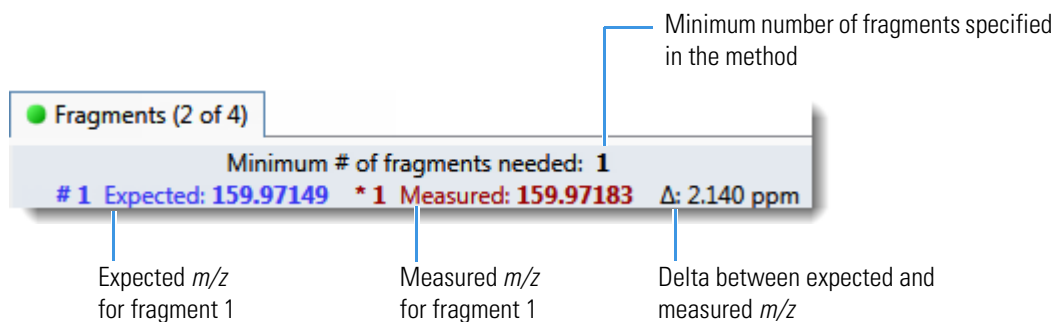 Minimum number of fragments specified
in the method
Fragments (2 of 4)
Minimum # of fragments needed: 1
# 1 Expected: 159.97149 * 1 Measured: 159.97183 Δ: 2.140 ppm
Expected m/z
for fragment 1
Measured m/z
for fragment 1
Delta between expected and
measured m/z